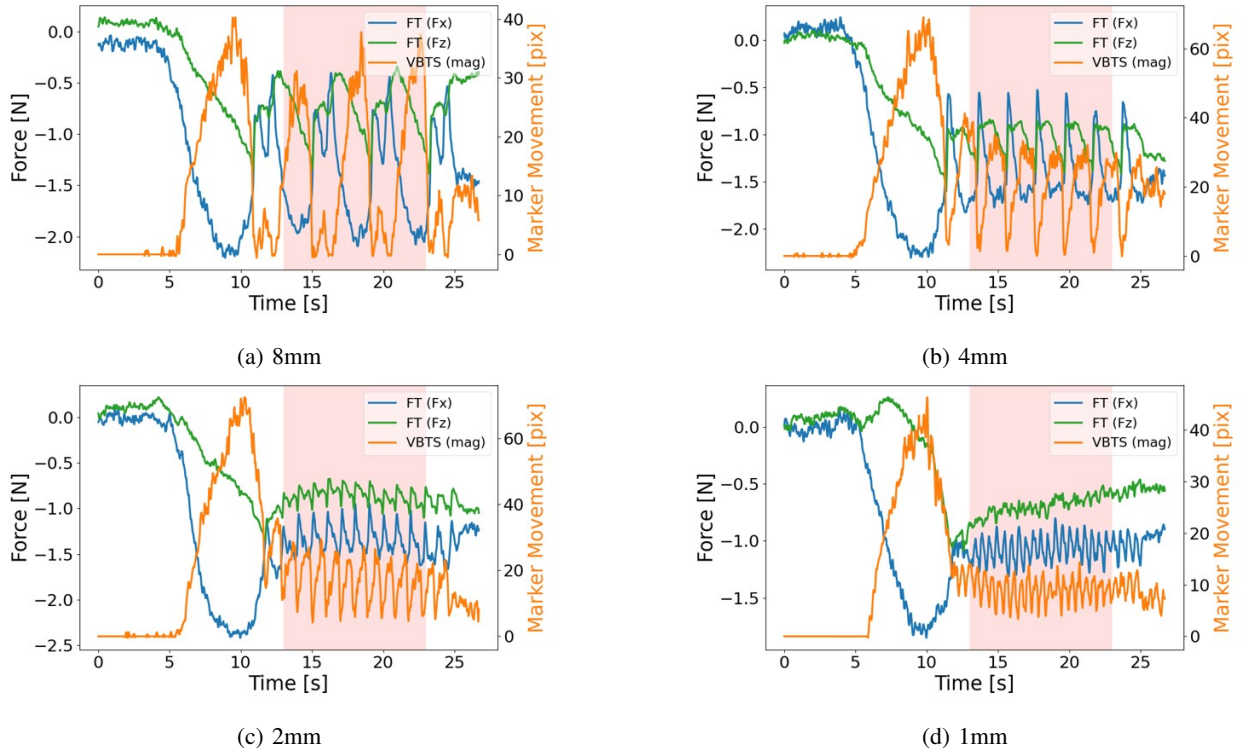 FT (Fx)
FT (Fz)
VBTS (mag)
0.0
−0.5
−1.0
−1.5
−2.0
Force [N]
40
30
20
10
0
Marker Movement [pix]
0 5 10 15 20 25
Time [s]
(a) 8mm
FT (Fx)
FT (Fz)
VBTS (mag)
0.0
−0.5
−1.0
−1.5
−2.0
Force [N]
60
40
20
0
Marker Movement [pix]
0 5 10 15 20 25
Time [s]
(b) 4mm
FT (Fx)
FT (Fz)
VBTS (mag)
0.0
−0.5
−1.0
−1.5
−2.0
−2.5
Force [N]
60
40
20
0
Marker Movement [pix]
0 5 10 15 20 25
Time [s]
(c) 2mm
FT (Fx)
FT (Fz)
VBTS (mag)
0.0
−0.5
−1.0
−1.5
Force [N]
40
30
20
10
0
Marker Movement [pix]
0 5 10 15 20 25
Time [s]
(d) 1mm